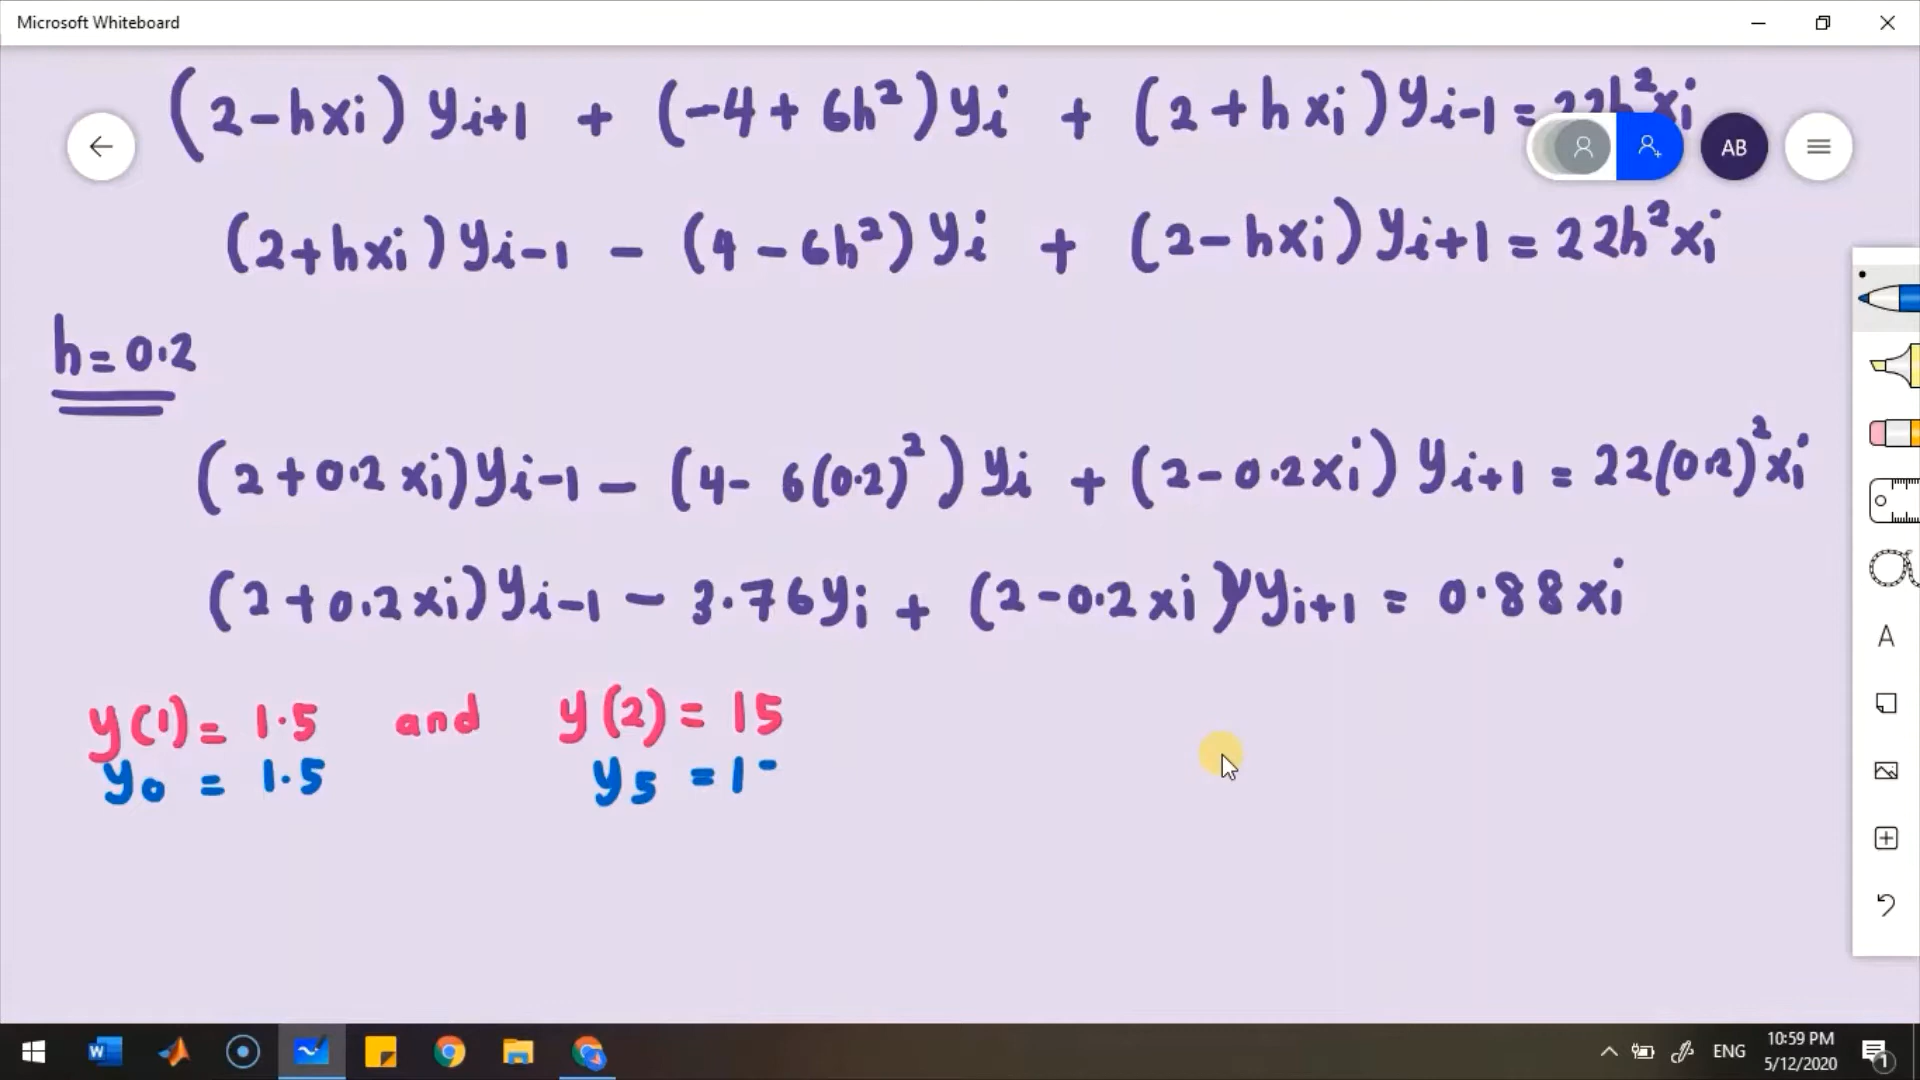 Microsoft Whiteboard
(2-hxi) yi+1 + (-4 + 6h²) yi + (2 + h xi) yi-1 = 22h²xi
AB
(2+hxi) yi-1 - (4 - 6h²) yi + (2-hxi) yi+1 = 22h²xi
h = 0.2
(2 + 0.2 xi) yi-1 - (4 - 6(0.2)²) yi + (2 - 0.2xi) yi+1 = 22(0.2)²xi
(2 + 0.2xi) yi-1 - 3.76yi + (2 - 0.2xi) yi+1 = 0.88xi
A
y(1) = 1.5 and y(2) = 15
y0 = 1.5 y5 = 1
ENG
10:59 PM
5/12/2020
1